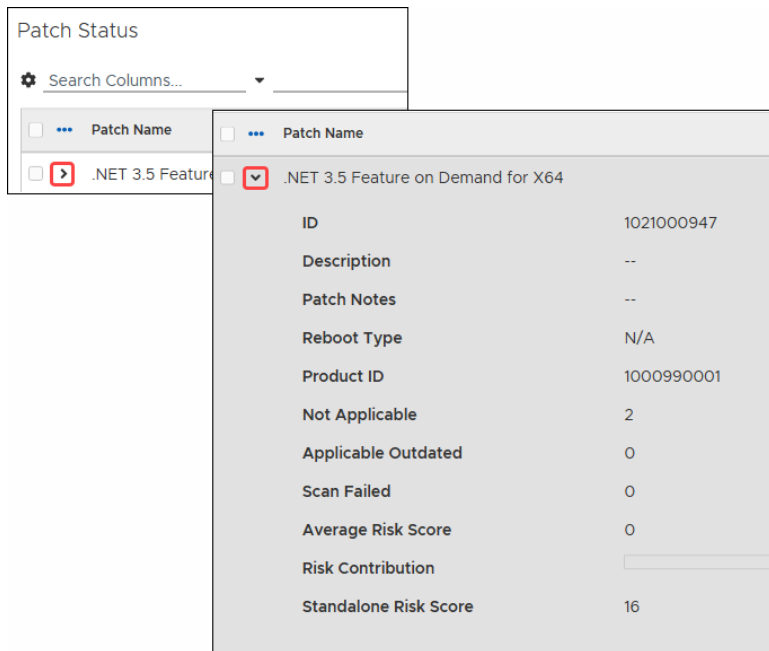 Patch Status
Search Columns...
Patch Name
.NET 3.5 Feature
Patch Name
.NET 3.5 Feature on Demand for X64
ID 1021000947
Description --
Patch Notes --
Reboot Type N/A
Product ID 1000990001
Not Applicable 2
Applicable Outdated 0
Scan Failed 0
Average Risk Score 0
Risk Contribution
Standalone Risk Score 16